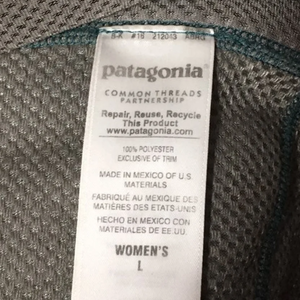 patagonia®
COMMON THREADS
PARTNERSHIP
Repair, Reuse, Recycle
This Product
www.patagonia.com
100% POLYESTER
EXCLUSIVE OF TRIM
MADE IN MEXICO OF U.S.
MATERIALS
FABRIQUÉ AU MEXIQUE DES
MATIÈRES DES ETATS-UNIS
HECHO EN MEXICO CON
MATERIALES DE EE.UU.
WOMEN'S
L